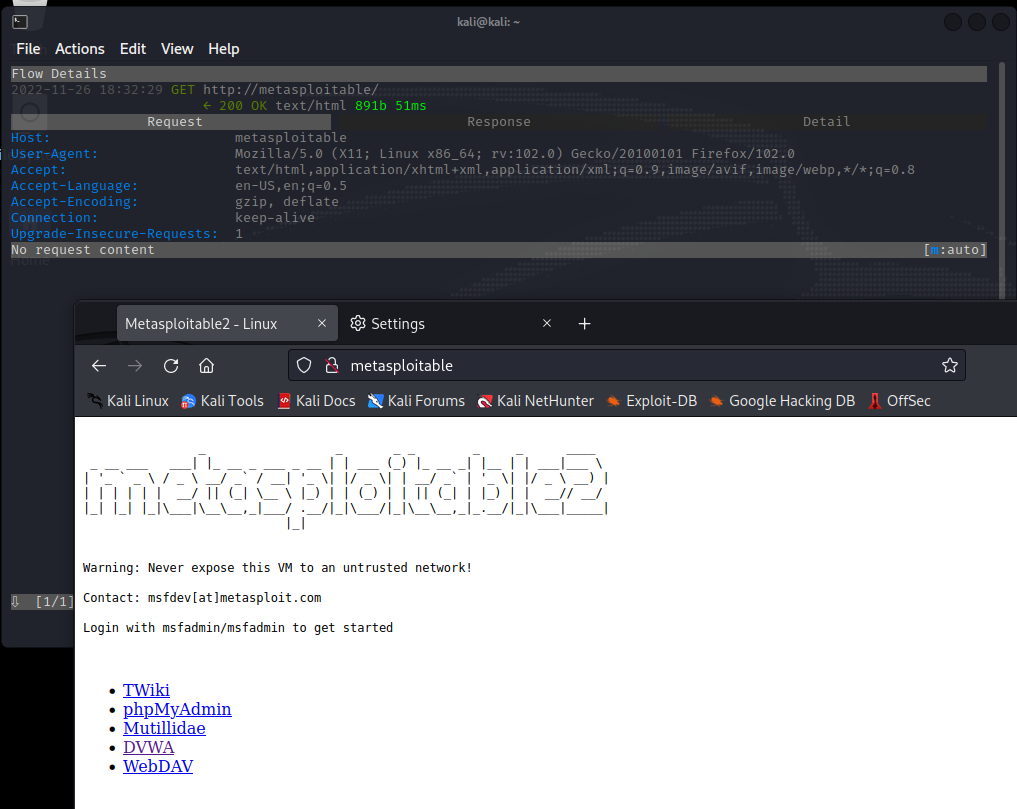 kali@kali: ~
File Actions Edit View Help
Flow Details
2022-11-26 18:32:29 GET http://metasploitable/
← 200 OK text/html 891b 51ms
Request Response Detail
Host: metasploitable
User-Agent: Mozilla/5.0 (X11; Linux x86_64; rv:102.0) Gecko/20100101 Firefox/102.0
Accept: text/html,application/xhtml+xml,application/xml;q=0.9,image/avif,image/webp,*/*;q=0.8
Accept-Language: en-US,en;q=0.5
Accept-Encoding: gzip, deflate
Connection: keep-alive
Upgrade-Insecure-Requests: 1
No request content [m:auto]
Home
⇩ [1/1]
Metasploitable2 - Linux × Settings × +
metasploitable
Kali Linux Kali Tools Kali Docs Kali Forums Kali NetHunter Exploit-DB Google Hacking DB OffSec
metasploitable2
Warning: Never expose this VM to an untrusted network!
Contact: msfdev[at]metasploit.com
Login with msfadmin/msfadmin to get started
• TWiki
• phpMyAdmin
• Mutillidae
• DVWA
• WebDAV